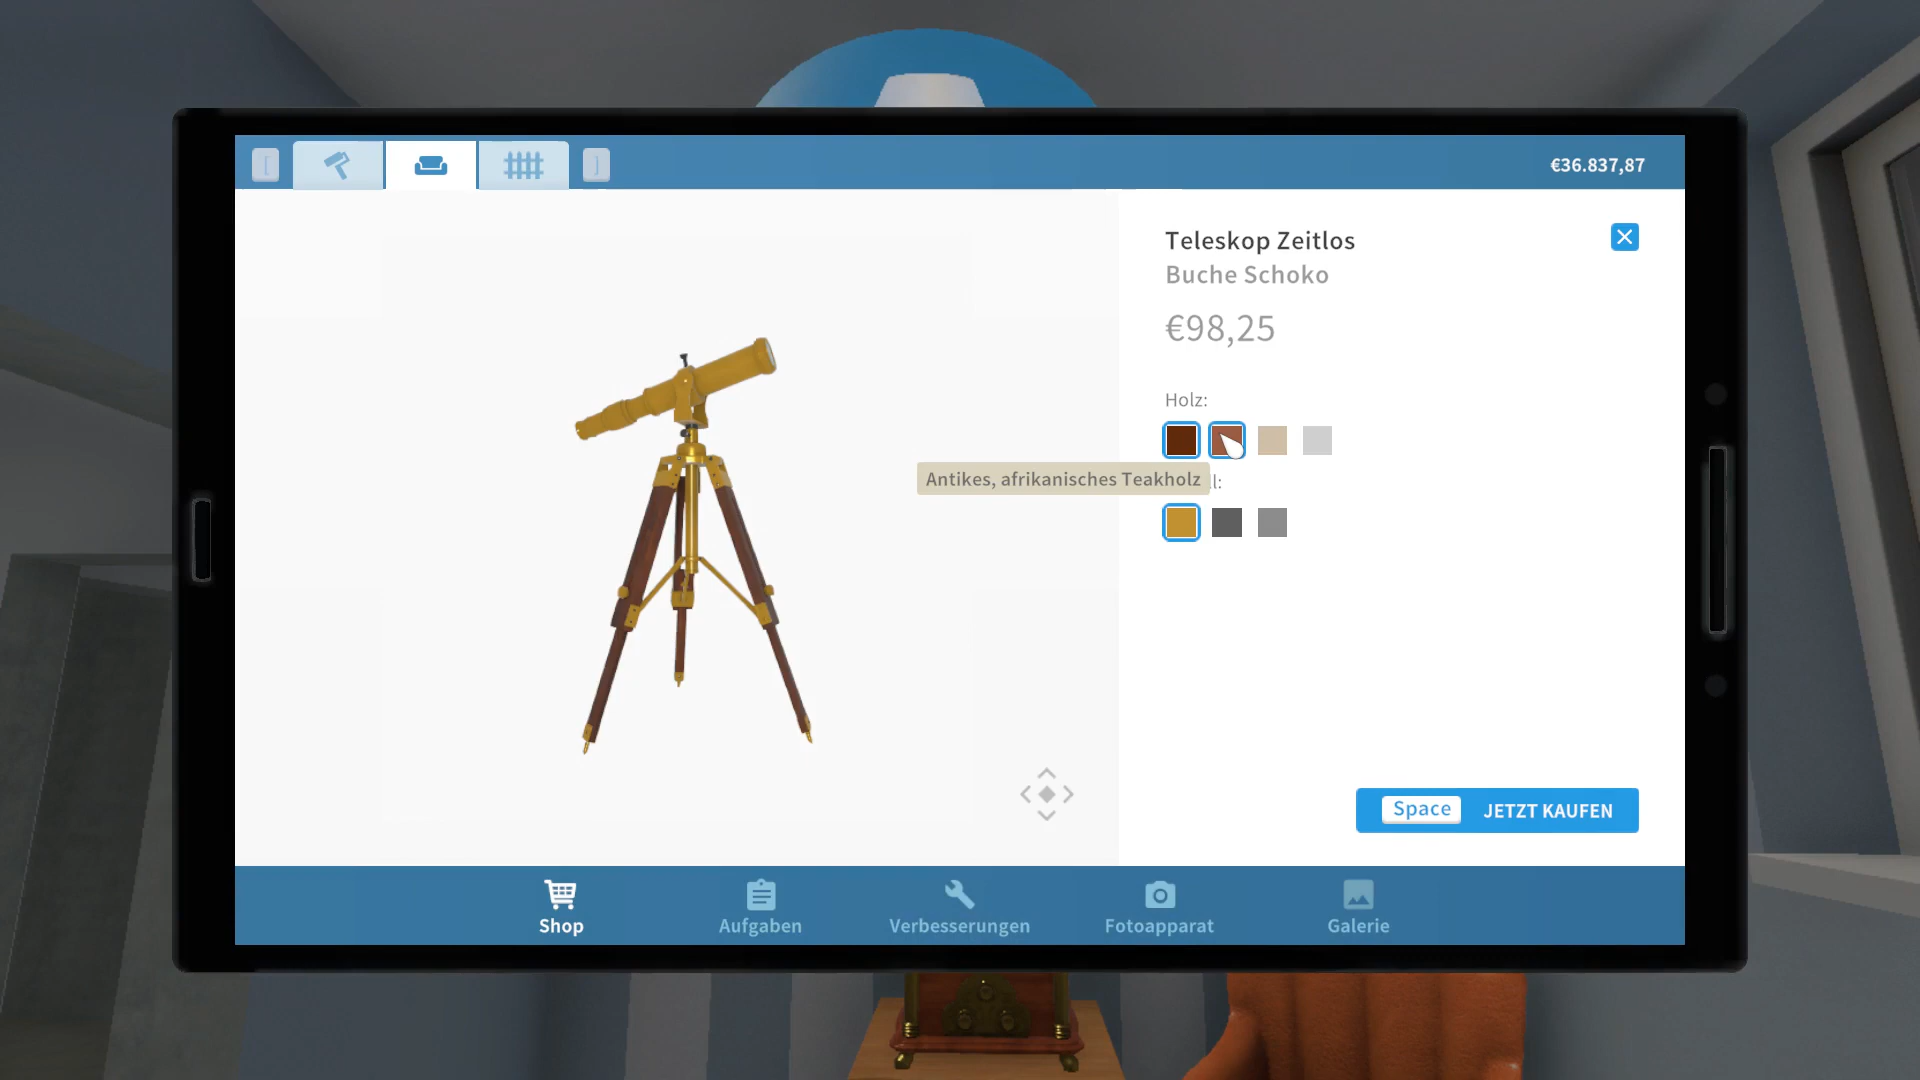 [
]
€36.837,87
Teleskop Zeitlos
Buche Schoko
€98,25
Holz:
Antikes, afrikanisches Teakholz
l:
Space JETZT KAUFEN
Shop
Aufgaben
Verbesserungen
Fotoapparat
Galerie